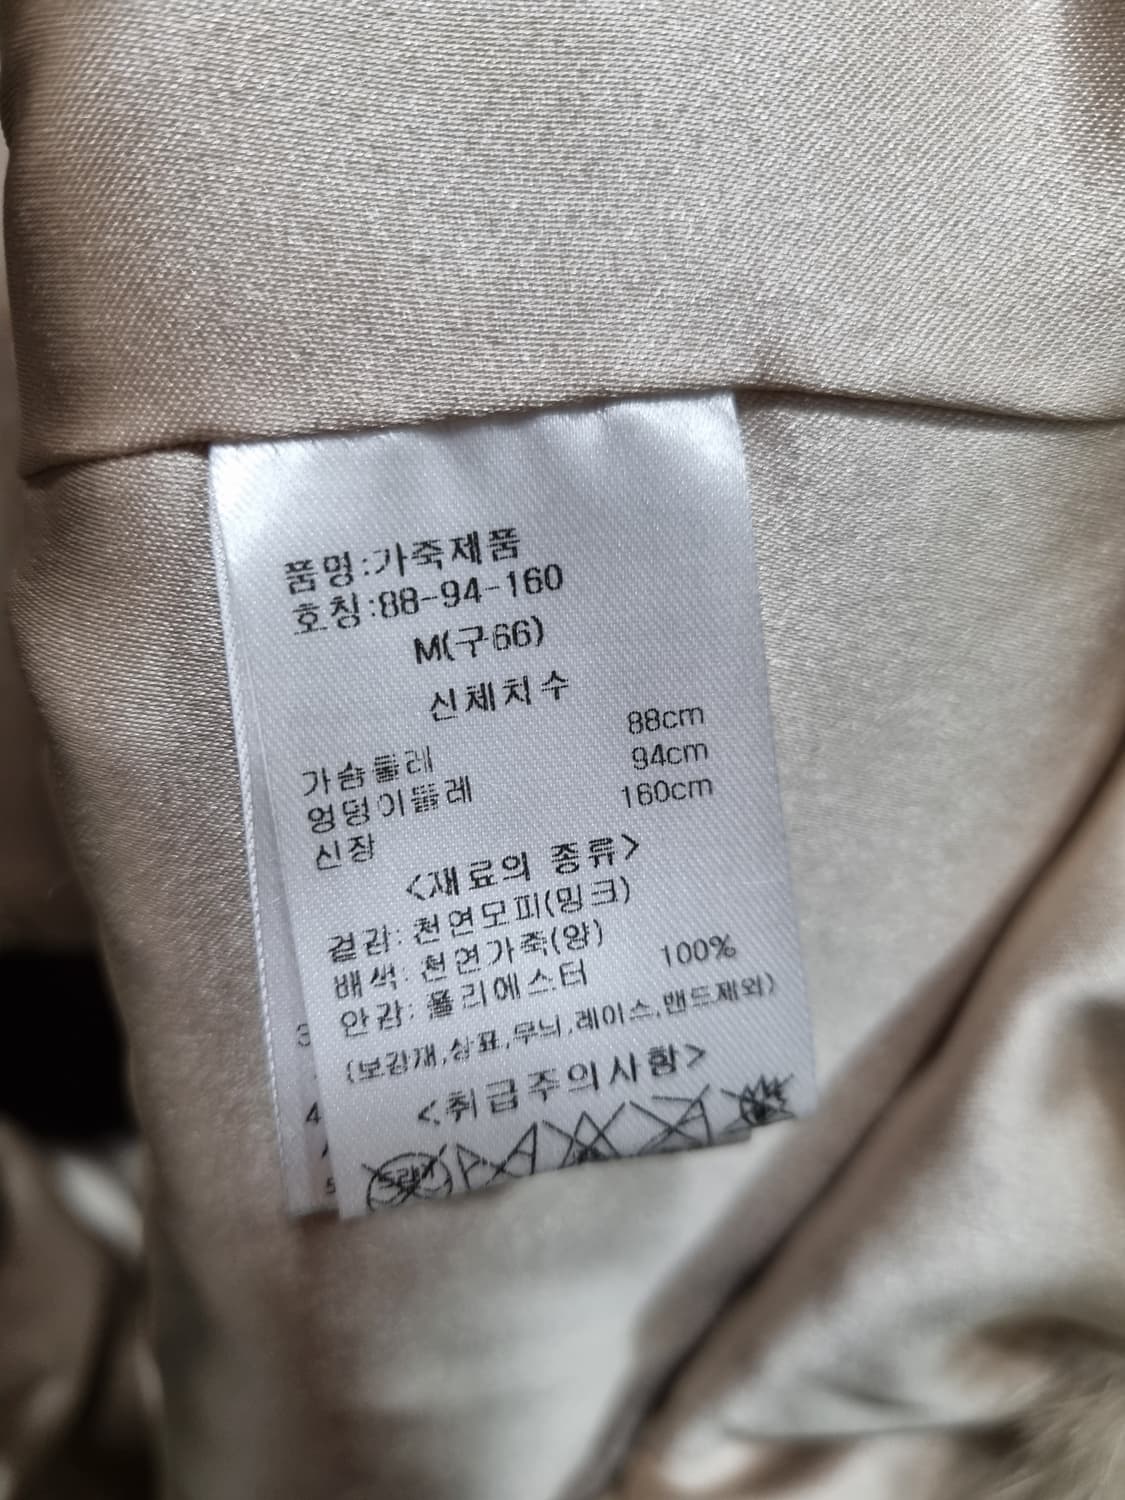 품명:가죽제품
호칭:88-94-160
M(구66)
신체치수
가슴둘레 88cm
엉덩이둘레 94cm
신장 160cm
<재료의 종류>
겉감: 천연모피(밍크)
배색: 천연가죽(양)
안감: 폴리에스터 100%
(보강재,상표,무늬,레이스,밴드제외)
<취급주의사항>
3
4
5